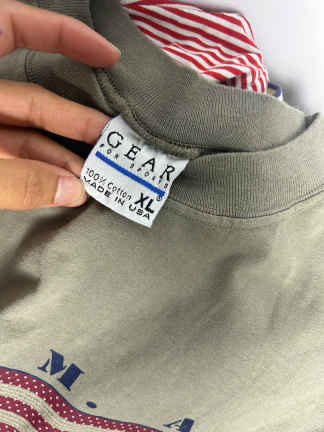 GEAR
FOR SPORTS®
100% Cotton XL
MADE IN USA
M. A